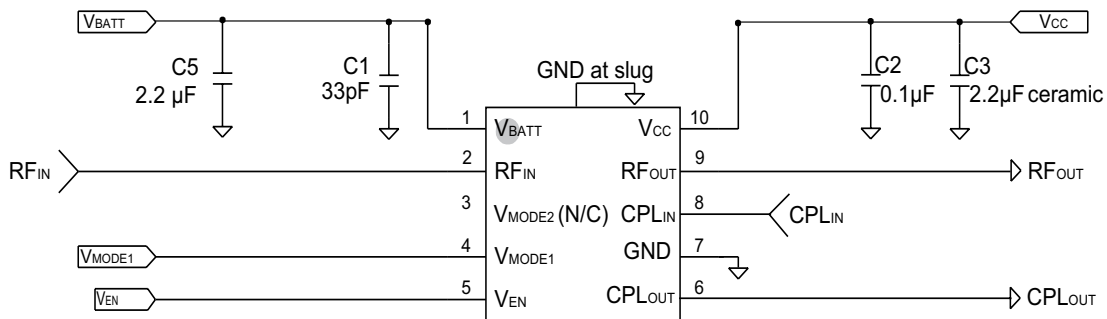 VBATT
VCC
C5
2.2 µF
C1
33pF
GND at slug
C2
0.1µF
C3
2.2µF ceramic
1
VBATT
VCC
10
RFIN
2
RFIN
RFOUT
9
RFOUT
3
VMODE2 (N/C)
CPLIN
8
CPLIN
VMODE1
4
VMODE1
GND
7
VEN
5
VEN
CPLOUT
6
CPLOUT